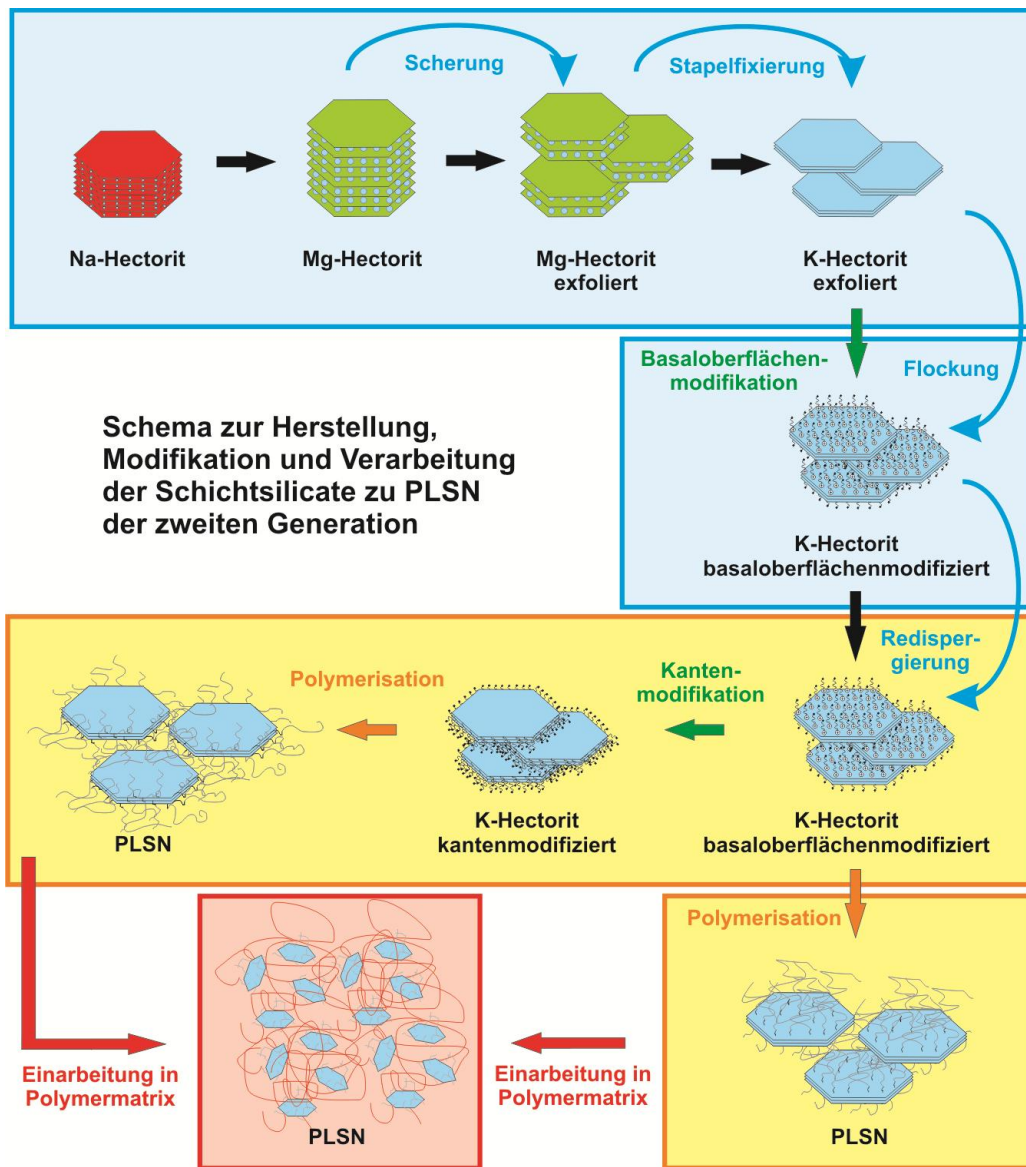 Scherung
Stapelfixierung
Na-Hectorit
Mg-Hectorit
Mg-Hectorit
exfoliert
K-Hectorit
exfoliert
Basaloberflächen-
modifikation
Flockung
Schema zur Herstellung,
Modifikation und Verarbeitung
der Schichtsilicate zu PLSN
der zweiten Generation
K-Hectorit
basaloberflächenmodifiziert
Redisper-
gierung
Kanten-
modifikation
Polymerisation
PLSN
K-Hectorit
kantenmodifiziert
K-Hectorit
basaloberflächenmodifiziert
Polymerisation
Einarbeitung in
Polymermatrix
Einarbeitung in
Polymermatrix
PLSN
PLSN